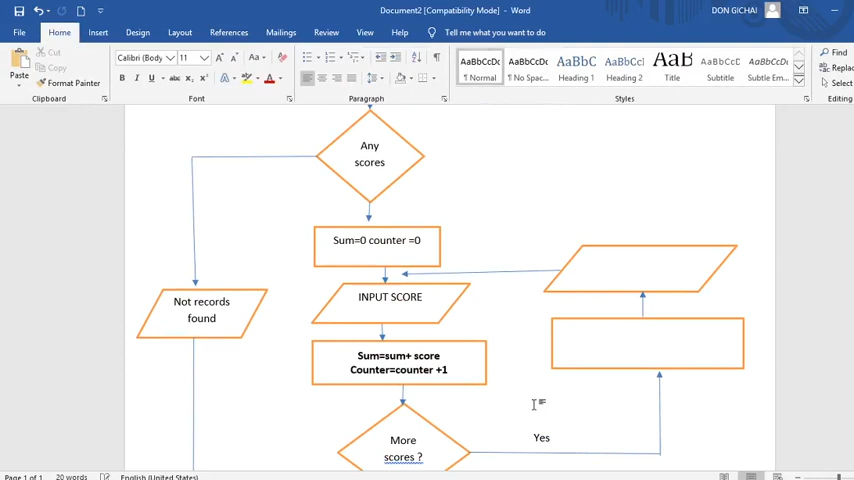 Document2 [Compatibility Mode] - Word
DON GICHAI
File Home Insert Design Layout References Mailings Review View Help Tell me what you want to do
Cut
Copy
Paste
Format Painter
Clipboard
Calibri (Body 11
Font
Paragraph
AaBbCcDc AaBbCcDc AaBbC AaBbCcD AaB AaBbCcD AaBbCcDc
¶ Normal ¶ No Spac... Heading 1 Heading 2 Title Subtitle Subtle Em...
Styles
Find
Replac
Select
Editing
Any
scores
Sum=0 counter =0
Not records
found
INPUT SCORE
Sum=sum+ score
Counter=counter +1
More
scores ?
Yes
Page 1 of 1 20 words English (United States)